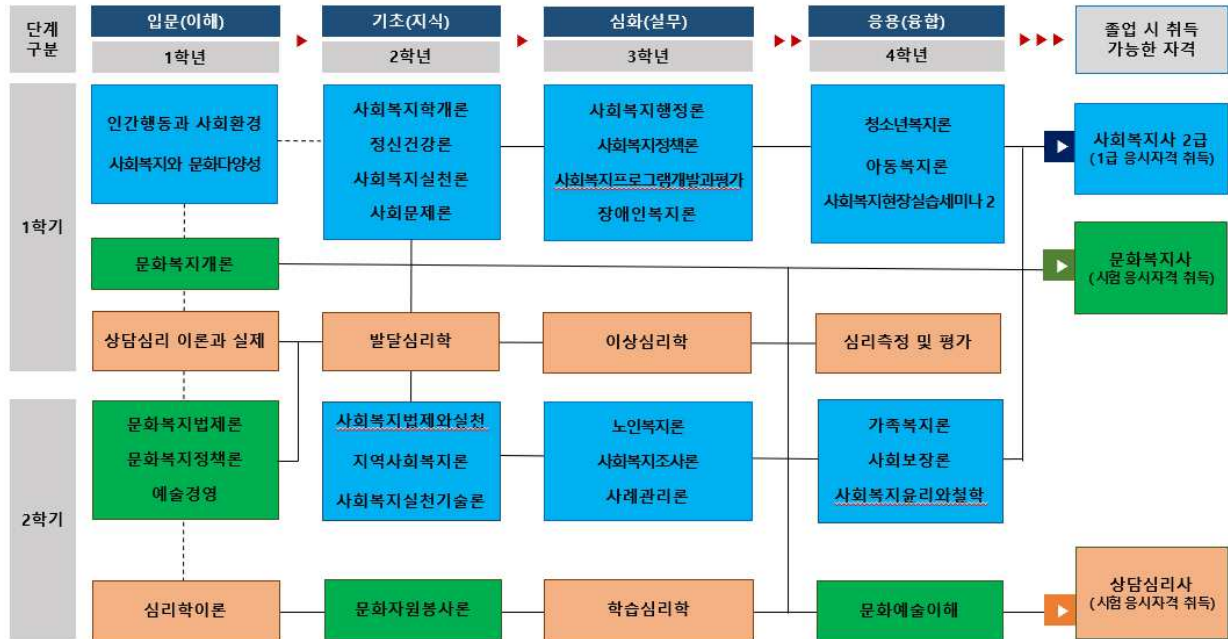 단계
구분
입문(이해)
1학년
기초(지식)
2학년
심화(실무)
3학년
응용(융합)
4학년
졸업 시 취득
가능한 자격
1학기
인간행동과 사회환경
사회복지와 문화다양성
사회복지학개론
정신건강론
사회복지실천론
사회문제론
사회복지행정론
사회복지정책론
사회복지프로그램개발과평가
장애인복지론
청소년복지론
아동복지론
사회복지현장실습세미나 2
사회복지사 2급
(1급 응시자격 취득)
문화복지개론
문화복지사
(시험 응시자격 취득)
상담심리 이론과 실제
발달심리학
이상심리학
심리측정 및 평가
2학기
문화복지법제론
문화복지정책론
예술경영
사회복지법제와실천
지역사회복지론
사회복지실천기술론
노인복지론
사회복지조사론
사례관리론
가족복지론
사회보장론
사회복지윤리와철학
심리학이론
문화자원봉사론
학습심리학
문화예술이해
상담심리사
(시험 응시자격 취득)